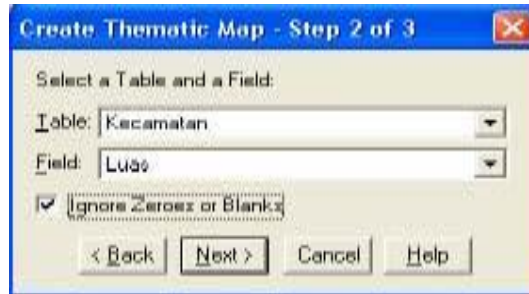 Create Thematic Map - Step 2 of 3
Select a Table and a Field:
Table: Kecamatan
Field: Luas
Ignore Zeroes or Blanks
< Back Next > Cancel Help